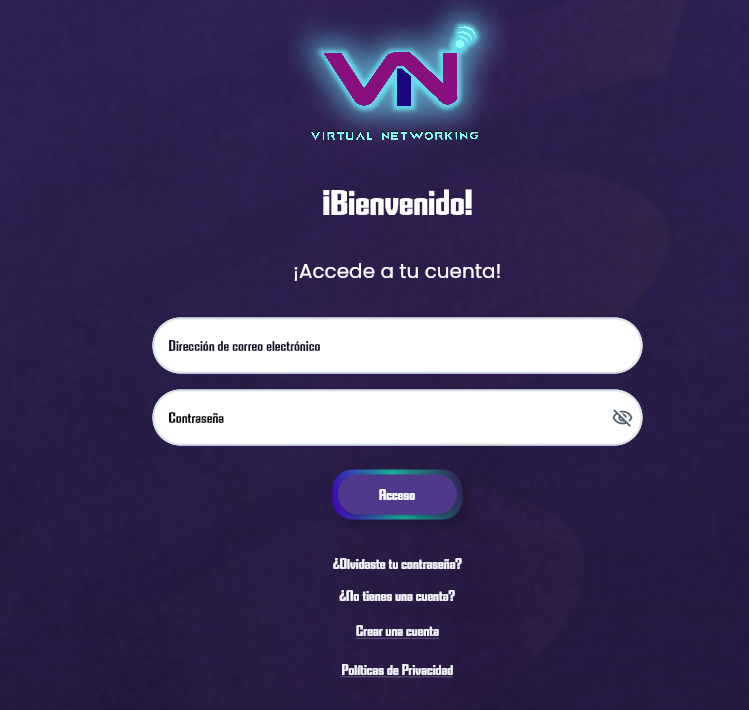 VN
VIRTUAL NETWORKING
¡Bienvenido!
¡Accede a tu cuenta!
Dirección de correo electrónico
Contraseña
Acceso
¿Olvidaste tu contraseña?
¿No tienes una cuenta?
Crear una cuenta
Políticas de Privacidad